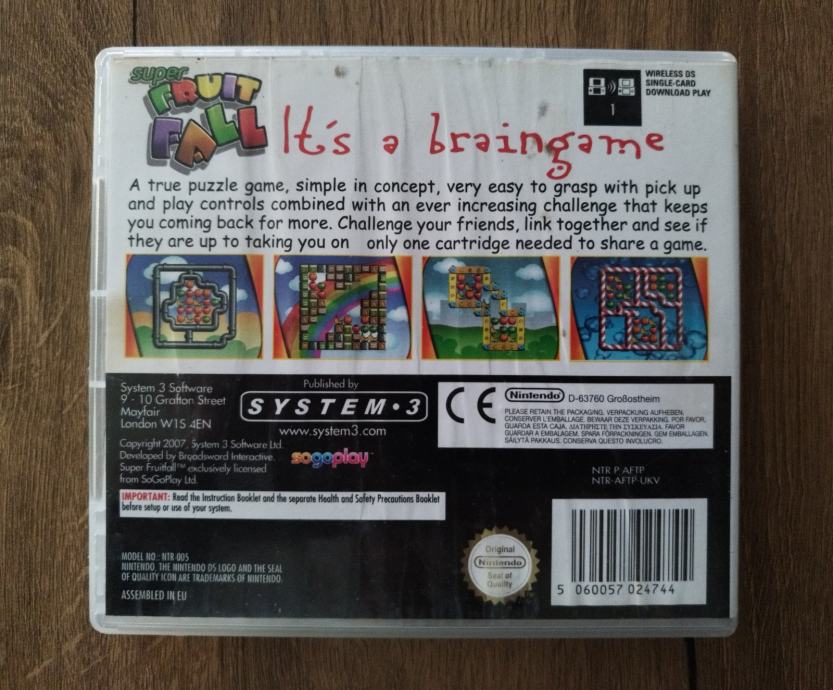 super
FRUIT
FALL
It's a braingame
WIRELESS DS
SINGLE-CARD
DOWNLOAD PLAY
1
A true puzzle game, simple in concept, very easy to grasp with pick up
and play controls combined with an ever increasing challenge that keeps
you coming back for more. Challenge your friends, link together and see if
they are up to taking you on only one cartridge needed to share a game.
System 3 Software
9 - 10 Grafton Street
Mayfair
London W1S 4EN
Published by
SYSTEM·3
www.system3.com
Copyright 2007, System 3 Software Ltd.
Developed by Broadsword Interactive.
Super Fruitfall™ exclusively licensed
from SoGoPlay Ltd.
sogoplay
CE
Nintendo D-63760 Großostheim
PLEASE RETAIN THE PACKAGING. VERPACKUNG AUFHEBEN.
CONSERVER L'EMBALLAGE. BEWAAR DEZE VERPAKKING. POR FAVOR,
GUARDA ESTA CAJA. ΔΙΑΤΗΡΗΣΤΕ ΤΗΝ ΣΥΣΚΕΥΑΣΙΑ. FAVOR
GUARDAR A EMBALAGEM. SPARA FÖRPACKNINGEN. GEM EMBALLAGEN.
SÄILYTÄ PAKKAUS. CONSERVA QUESTO INVOLUCRO.
NTR P AFTP
NTR-AFTP-UKV
IMPORTANT: Read the Instruction Booklet and the separate Health and Safety Precautions Booklet
before setup or use of your system.
MODEL NO.: NTR-005
NINTENDO, THE NINTENDO DS LOGO AND THE SEAL
OF QUALITY ICON ARE TRADEMARKS OF NINTENDO.
ASSEMBLED IN EU
Original
Nintendo
Seal of
Quality
5 060057 024744